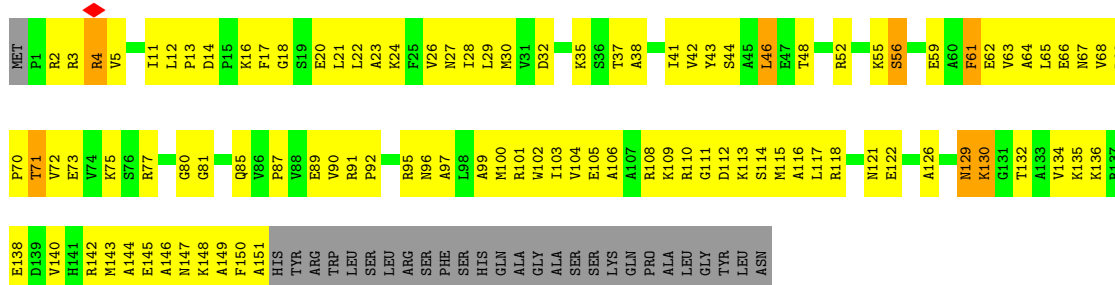 MET P1 R2 R3 R4 V5 I11 L12 P13 D14 P15 K16 F17 G18 S19 E20 L21 L22 A23 K24 F25 V26 N27 I28 L29 M30 V31 D32 K35 S36 T37 A38 I41 V42 Y43 S44 A45 L46 E47 T48 R52 K55 S56 E59 A60 F61 E62 V63 A64 L65 E66 N67 V68
P70 T71 V72 E73 V74 K75 S76 R77 G80 G81 Q85 V86 P87 V88 E89 V90 R91 P92 R95 N96 A97 L98 A99 M100 R101 W102 I103 V104 E105 A106 A107 R108 K109 R110 G111 D112 K113 S114 M115 A116 L117 R118 N121 E122 A126 N129 K130 G131 T132 A133 V134 K135 K136 R137
E138 D139 V140 H141 R142 M143 A144 E145 A146 N147 K148 A149 F150 A151 HIS TYR ARG TRP LEU SER LEU ARG SER PHE SER HIS GLN ALA GLY ALA SER SER LYS GLN PRO ALA LEU GLY TYR LEU ASN